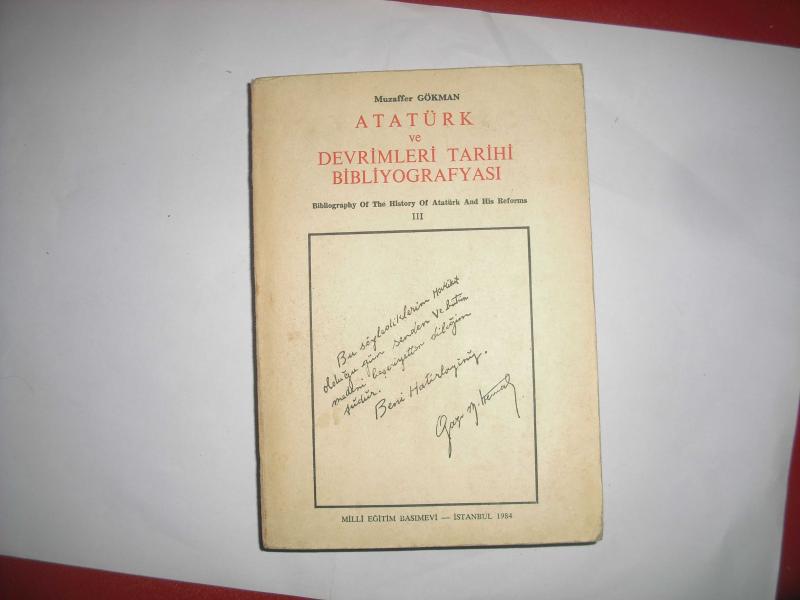 Muzaffer GÖKMAN
ATATÜRK
ve
DEVRİMLERİ TARİHİ
BİBLİYOGRAFYASI
Bibliography Of The History Of Atatürk And His Reforms
III
Bu söylediklerim Hakikat
olduğu gün senden Ve bütün
medeni beşeriyetten dileğim
şudur.
Beni Hatırlayınız.
Gazi M. Kemal
MİLLİ EĞİTİM BASIMEVİ — İSTANBUL 1984